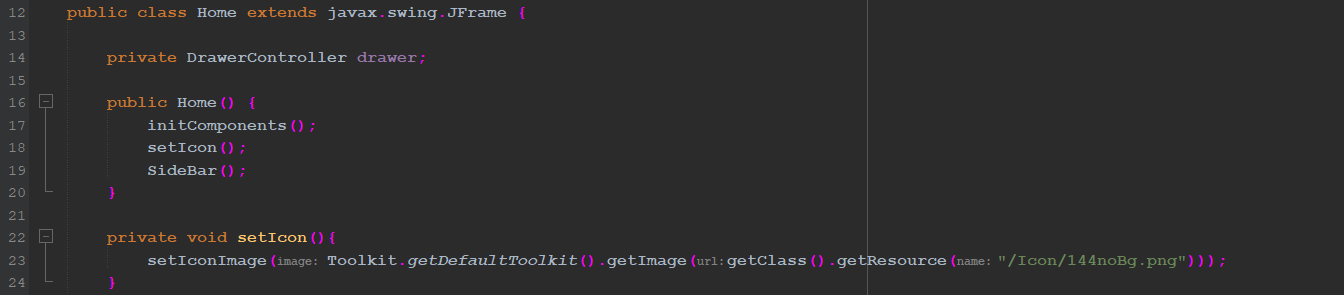 12 public class Home extends javax.swing.JFrame {
13
14 private DrawerController drawer;
15
16 public Home() {
17 initComponents();
18 setIcon();
19 SideBar();
20 }
21
22 private void setIcon(){
23 setIconImage(image: Toolkit.getDefaultToolkit().getImage(url:getClass().getResource(name: "/Icon/144noBg.png")));
24 }